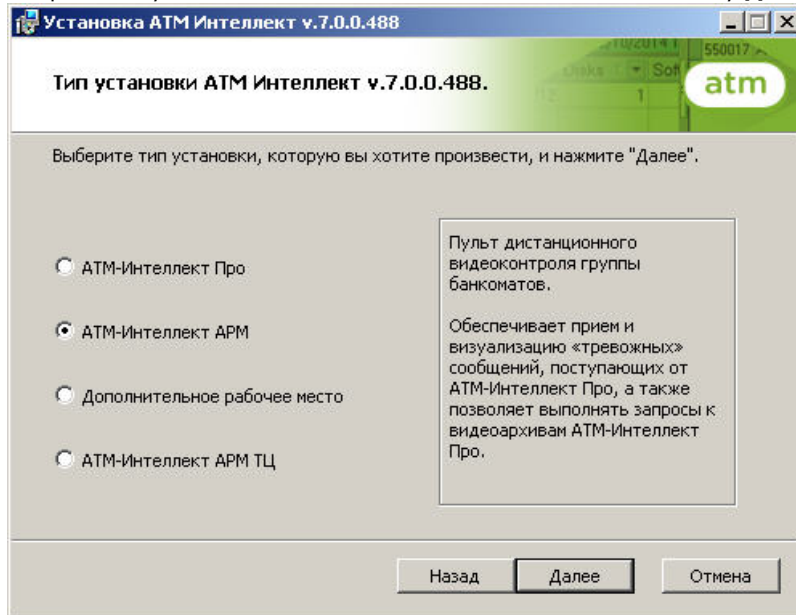 Установка АТМ Интеллект v.7.0.0.488
Тип установки АТМ Интеллект v.7.0.0.488.
550017
Disks
1
atm
Выберите тип установки, которую вы хотите произвести, и нажмите "Далее".
АТМ-Интеллект Про
АТМ-Интеллект АРМ
Дополнительное рабочее место
АТМ-Интеллект АРМ ТЦ
Пульт дистанционного
видеоконтроля группы
банкоматов.
Обеспечивает прием и
визуализацию «тревожных»
сообщений, поступающих от
АТМ-Интеллект Про, а также
позволяет выполнять запросы к
видеоархивам АТМ-Интеллект
Про.
Назад
Далее
Отмена